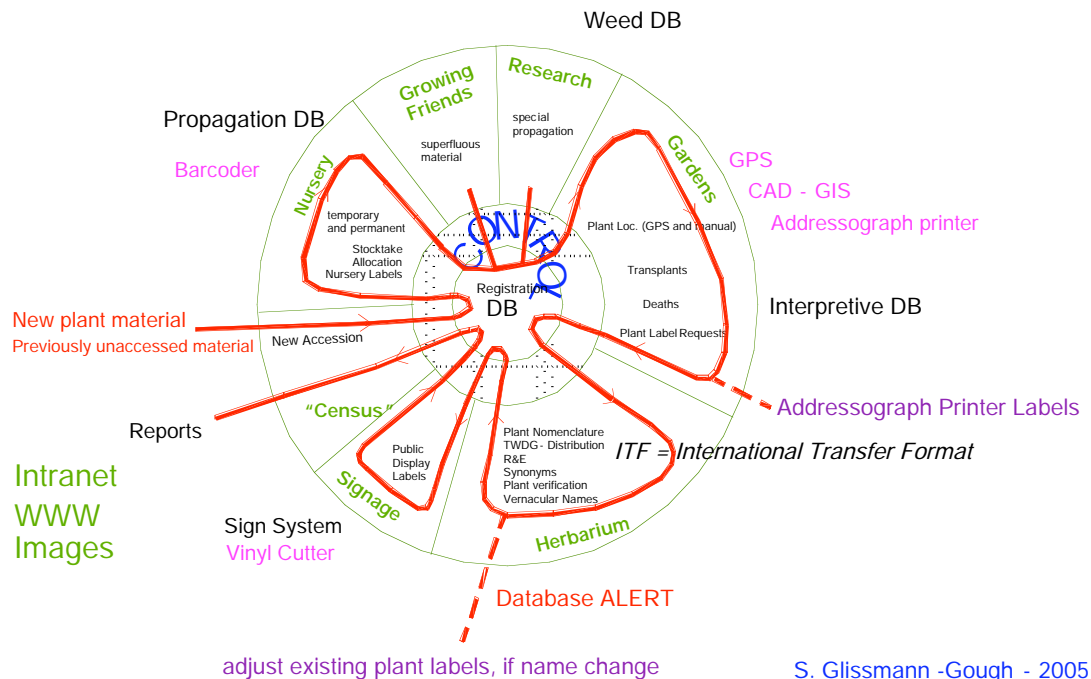 Weed DB
Growing
Friends
Research
superfluous
material
special
propagation
Propagation DB
Barcoder
Nursery
temporary
and permanent
Stocktake
Allocation
Nursery Labels
CONTROL
Registration
DB
Gardens
GPS
CAD - GIS
Addressograph printer
Plant Loc. (GPS and manual)
Transplants
Deaths
Plant Label Requests
Interpretive DB
New plant material
Previously unaccessed material
New Accession
Reports
"Census"
Addressograph Printer Labels
Public
Display
Labels
Signage
Plant Nomenclature
TWDG - Distribution
R&E
Synonyms
Plant verification
Vernacular Names
ITF = International Transfer Format
Herbarium
Intranet
WWW
Images
Sign System
Vinyl Cutter
Database ALERT
adjust existing plant labels, if name change
S. Glissmann -Gough - 2005